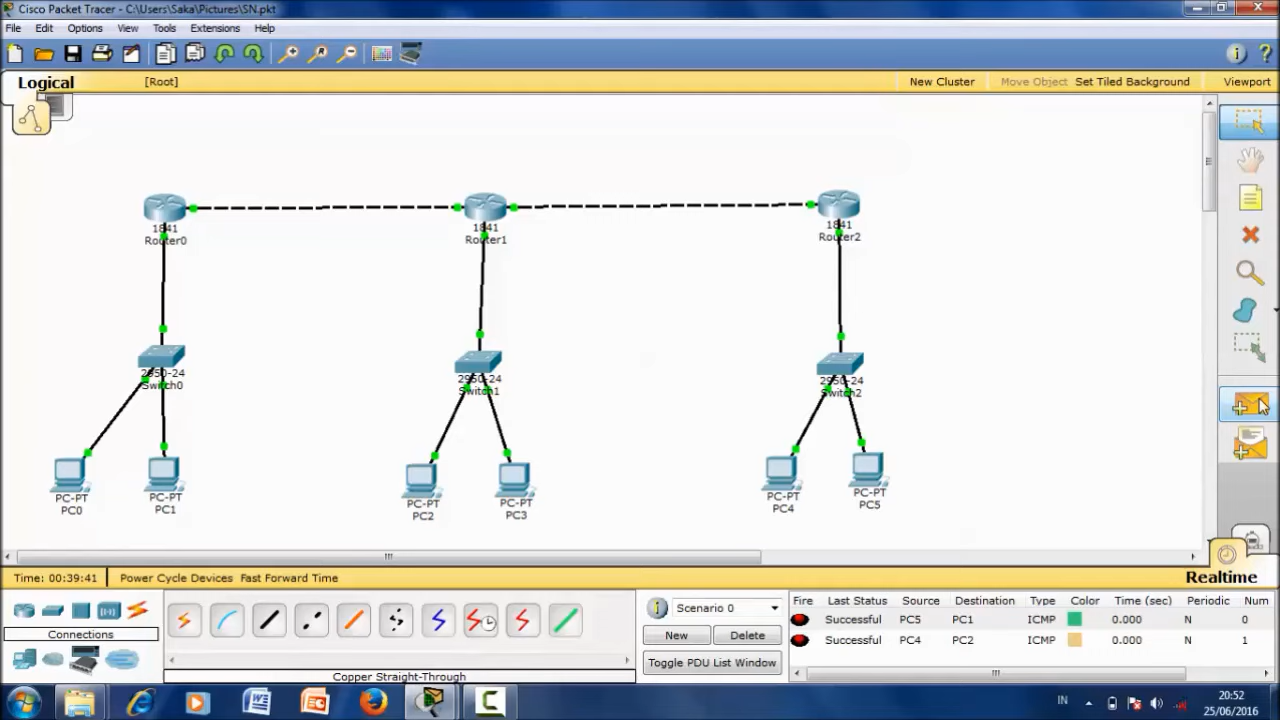 Cisco Packet Tracer - C:\Users\Saka\Pictures\SN.pkt
File Edit Options View Tools Extensions Help
Logical [Root] New Cluster Move Object Set Tiled Background Viewport
1841
Router0
1841
Router1
1841
Router2
2950-24
Switch0
2950-24
Switch1
2950-24
Switch2
PC-PT
PC0
PC-PT
PC1
PC-PT
PC2
PC-PT
PC3
PC-PT
PC4
PC-PT
PC5
Time: 00:39:41 Power Cycle Devices Fast Forward Time
Realtime
Connections
Copper Straight-Through
Scenario 0
New Delete
Toggle PDU List Window
Fire Last Status Source Destination Type Color Time (sec) Periodic Num
Successful PC5 PC1 ICMP 0.000 N 0
Successful PC4 PC2 ICMP 0.000 N 1
IN
20:52
25/06/2016